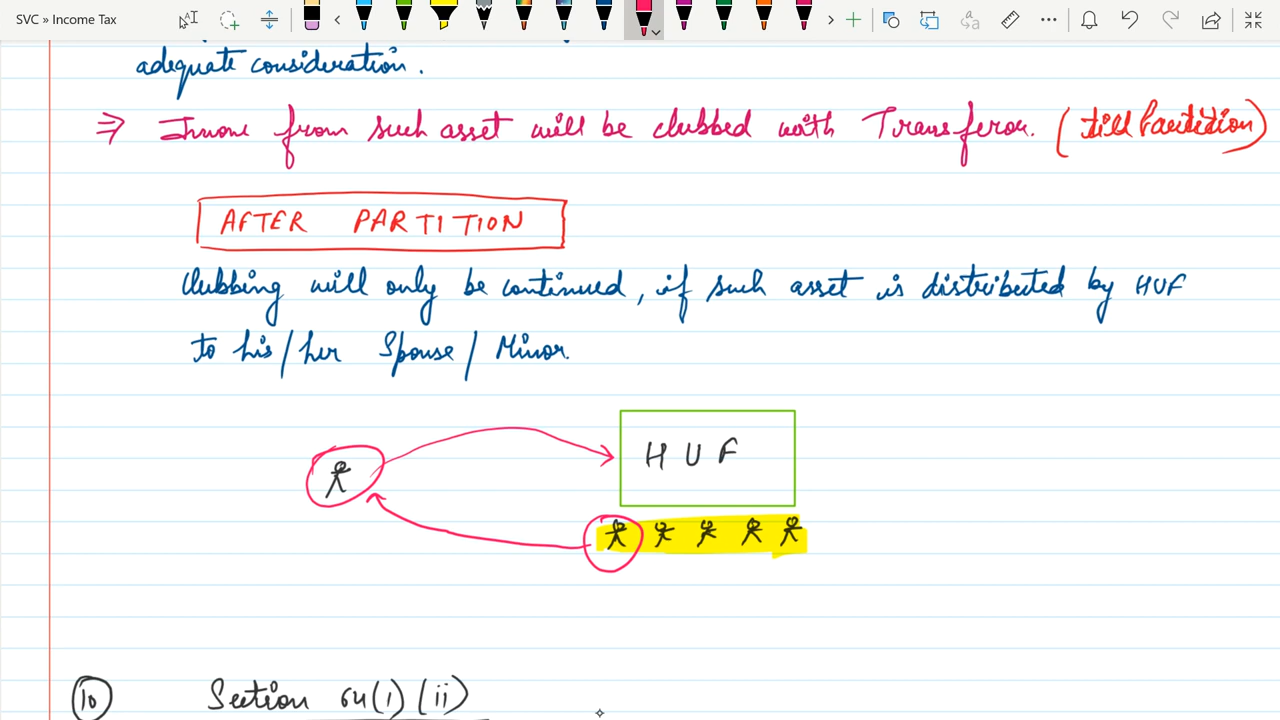 SVC » Income Tax
adequate consideration.
⇒ Income from such asset will be clubbed with Transferor. (till Partition)
AFTER PARTITION
Clubbing will only be continued, if such asset is distributed by HUF
to his/her Spouse/Minor.
HUF
10 Section 64(1)(ii)